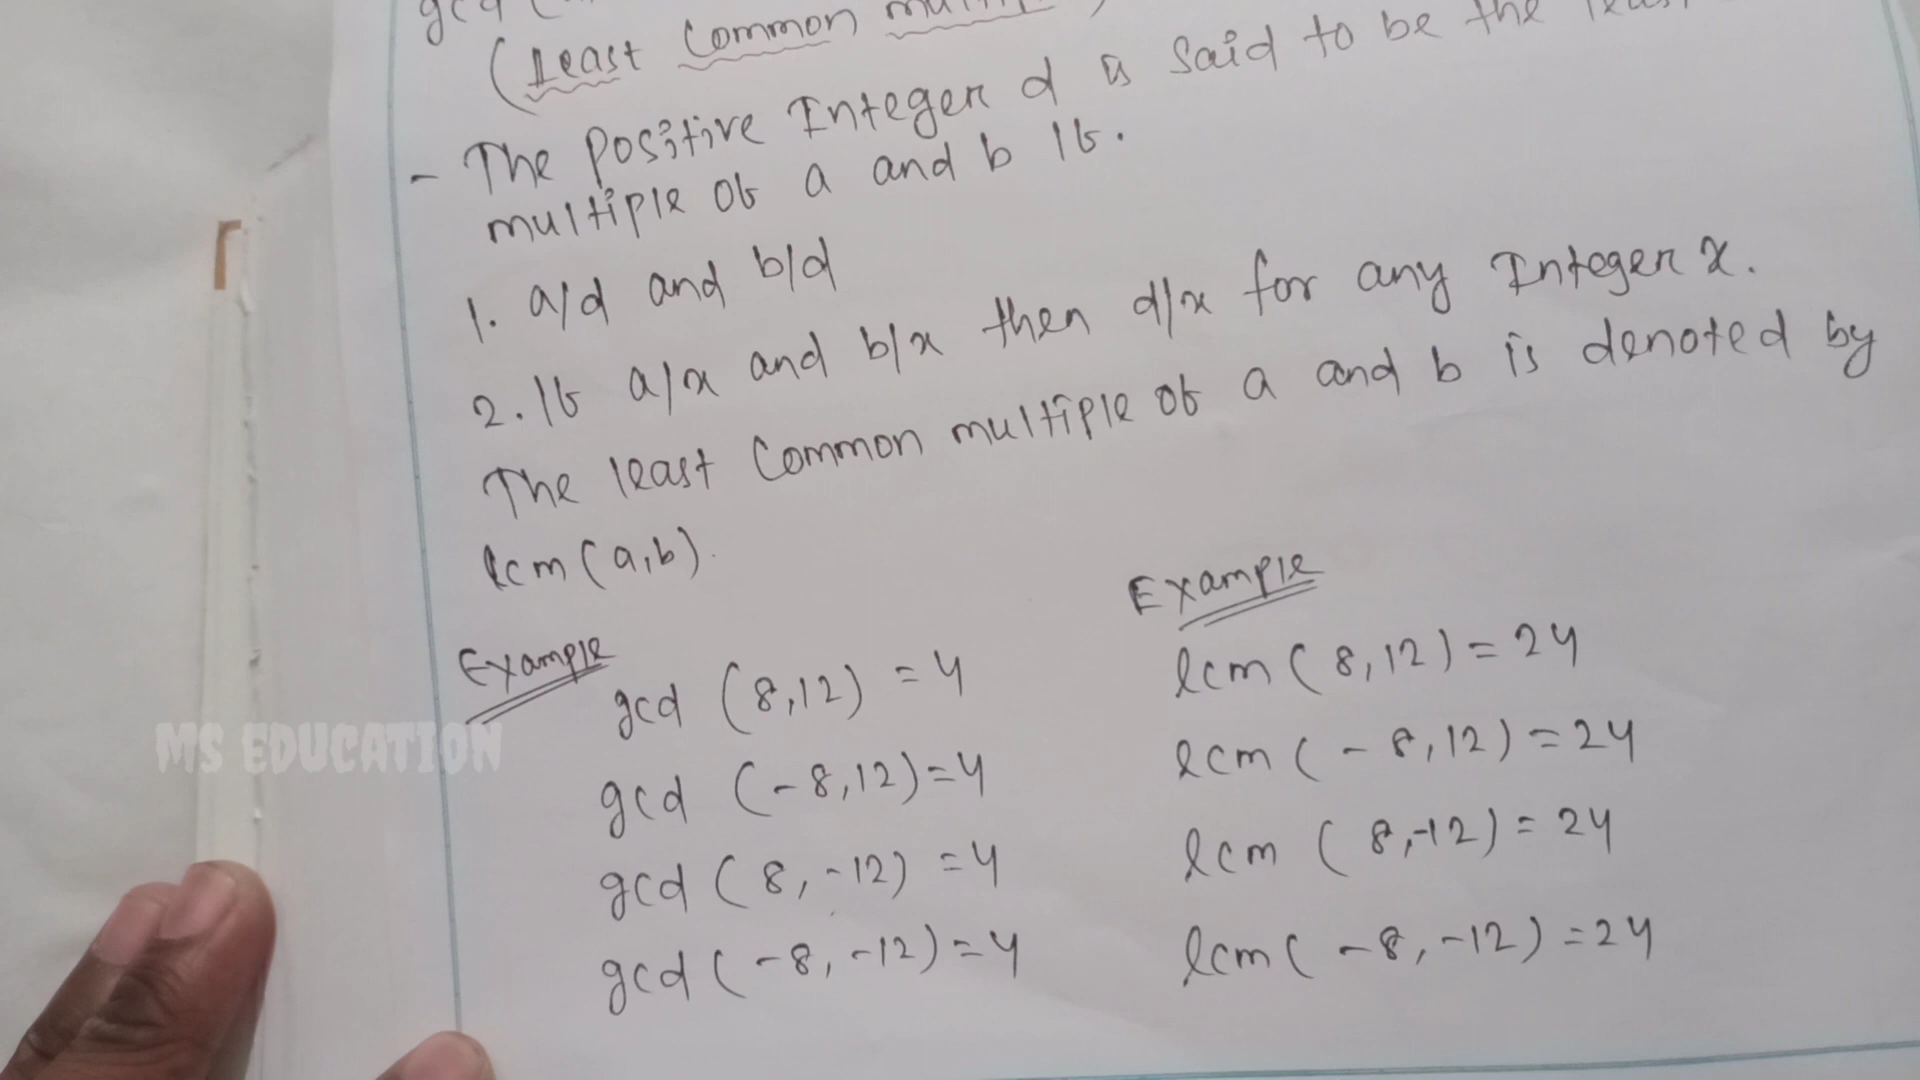 gcd (
(Least Common
- The Positive Integer d is said to be the
multiple of a and b if.
1. a/d and b/d
2. If a/x and b/x then d/x for any Integer x.
The least Common multiple of a and b is denoted by
lcm (a,b).
Example
gcd (8,12) = 4
gcd (-8,12)=4
gcd (8,-12) =4
gcd (-8,-12)=4
Example
lcm (8,12)=24
lcm (-8,12)=24
lcm (8,-12)=24
lcm (-8,-12)=24
MS EDUCATION